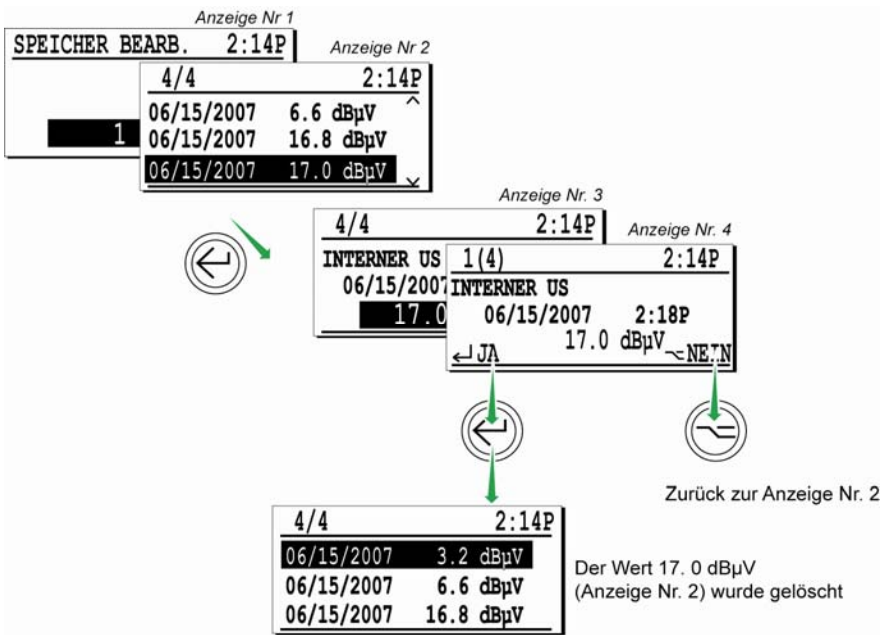 Anzeige Nr 1
SPEICHER BEARB. 2:14P
1
Anzeige Nr 2
4/4 2:14P
06/15/2007 6.6 dBµV
06/15/2007 16.8 dBµV
06/15/2007 17.0 dBµV
Anzeige Nr. 3
4/4 2:14P
INTERNER US
06/15/2007
17.0
Anzeige Nr. 4
1(4) 2:14P
INTERNER US
06/15/2007 2:18P
17.0 dBµV
JA NEIN
Zurück zur Anzeige Nr. 2
4/4 2:14P
06/15/2007 3.2 dBµV
06/15/2007 6.6 dBµV
06/15/2007 16.8 dBµV
Der Wert 17. 0 dBµV
(Anzeige Nr. 2) wurde gelöscht